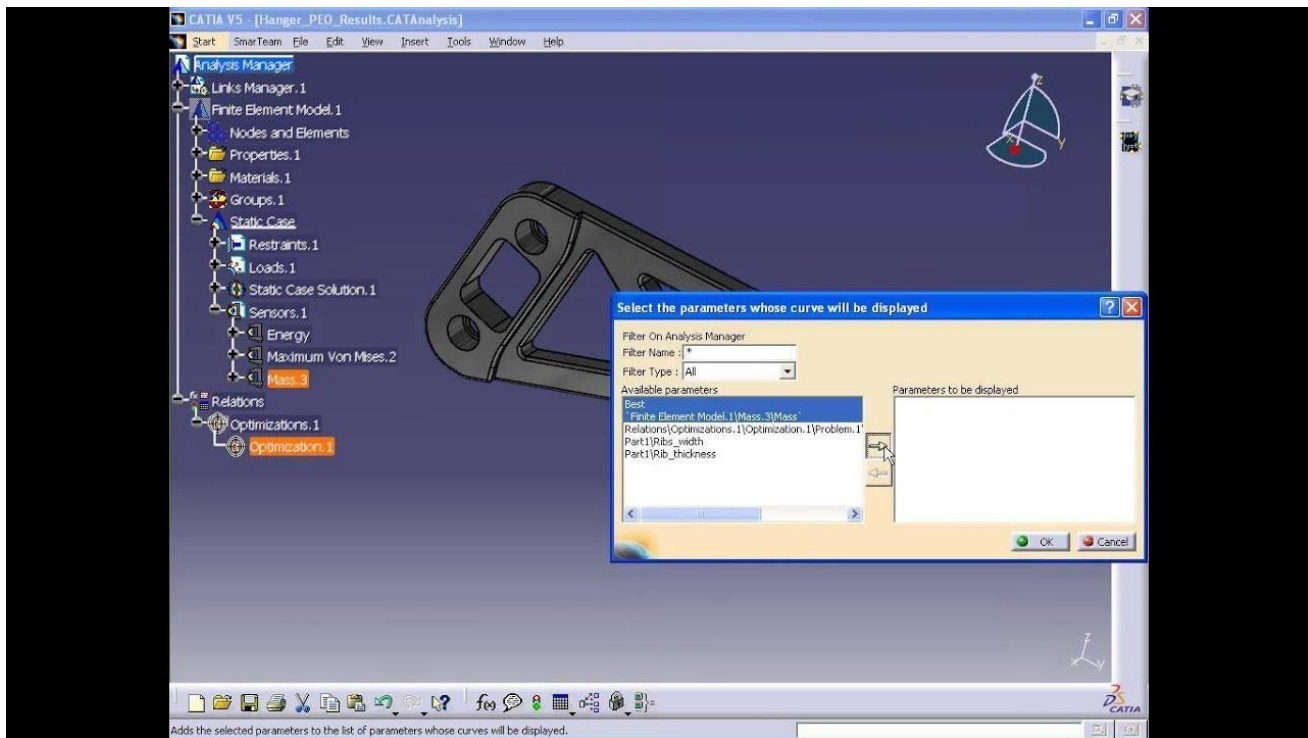 CATIA V5 - [Hanger_PEO_Results.CATAnalysis]
Start SmarTeam File Edit View Insert Tools Window Help
Analysis Manager
Links Manager.1
Finite Element Model.1
Nodes and Elements
Properties.1
Materials.1
Groups.1
Static Case
Restraints.1
Loads.1
Static Case Solution.1
Sensors.1
Energy
Maximum Von Mises.2
Mass.3
Relations
Optimizations.1
Optimization.1
z
y
x
Select the parameters whose curve will be displayed
Filter On Analysis Manager
Filter Name : *
Filter Type : All
Available parameters
Parameters to be displayed
Best
`Finite Element Model.1\Mass.3\Mass`
Relations\Optimizations.1\Optimization.1\Problem.1'
Part1\Ribs_width
Part1\Rib_thickness
OK Cancel
z
x y
f(x)
CATIA
Adds the selected parameters to the list of parameters whose curves will be displayed.